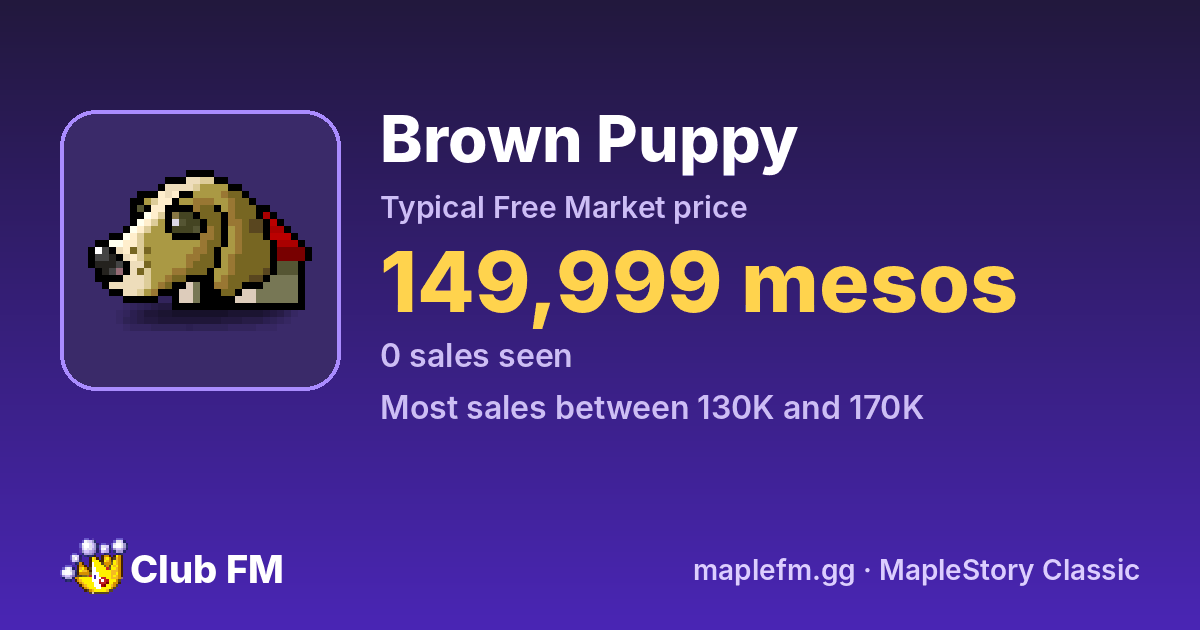 Brown Puppy
Typical Free Market price
149,999 mesos
0 sales seen
Most sales between 130K and 170K
Club FM
maplefm.gg · MapleStory Classic